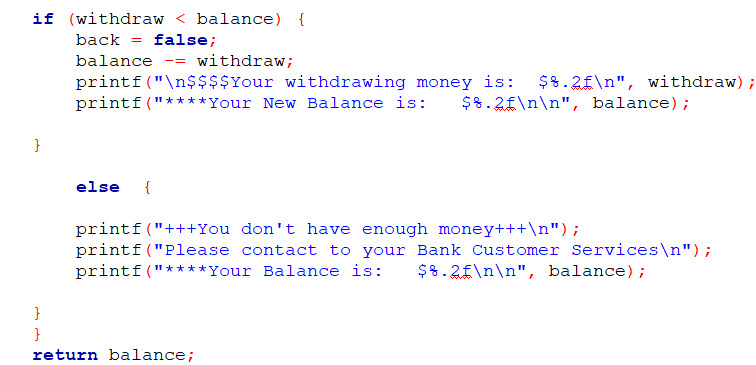 if (withdraw < balance) {
back = false;
balance -= withdraw;
printf("\n$$$$Your withdrawing money is:  $%.2f\n", withdraw);
printf("****Your New Balance is:   $%.2f\n\n", balance);
}
else  {
printf("+++You don't have enough money+++\n");
printf("Please contact to your Bank Customer Services\n");
printf("****Your Balance is:   $%.2f\n\n", balance);
}
}
return balance;